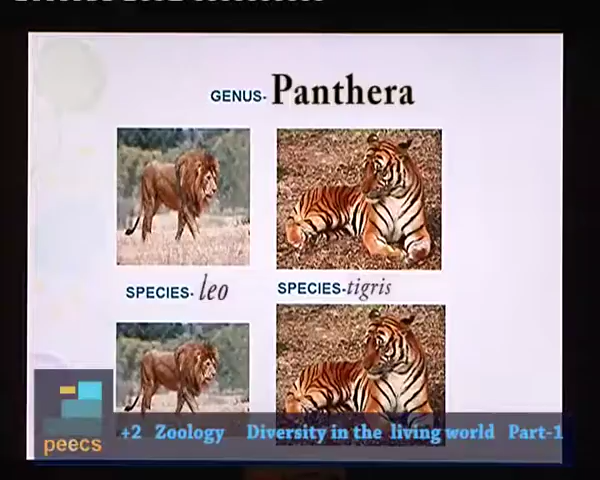 GENUS- Panthera
SPECIES- leo
SPECIES-tigris
peecs
+2 Zoology Diversity in the living world Part-1